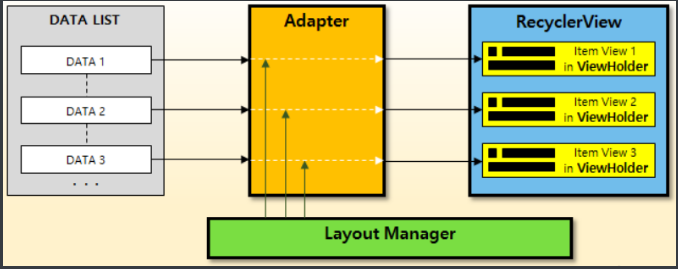 DATA LIST
DATA 1
DATA 2
DATA 3
. . .
Adapter
RecyclerView
Item View 1
in ViewHolder
Item View 2
in ViewHolder
Item View 3
in ViewHolder
Layout Manager